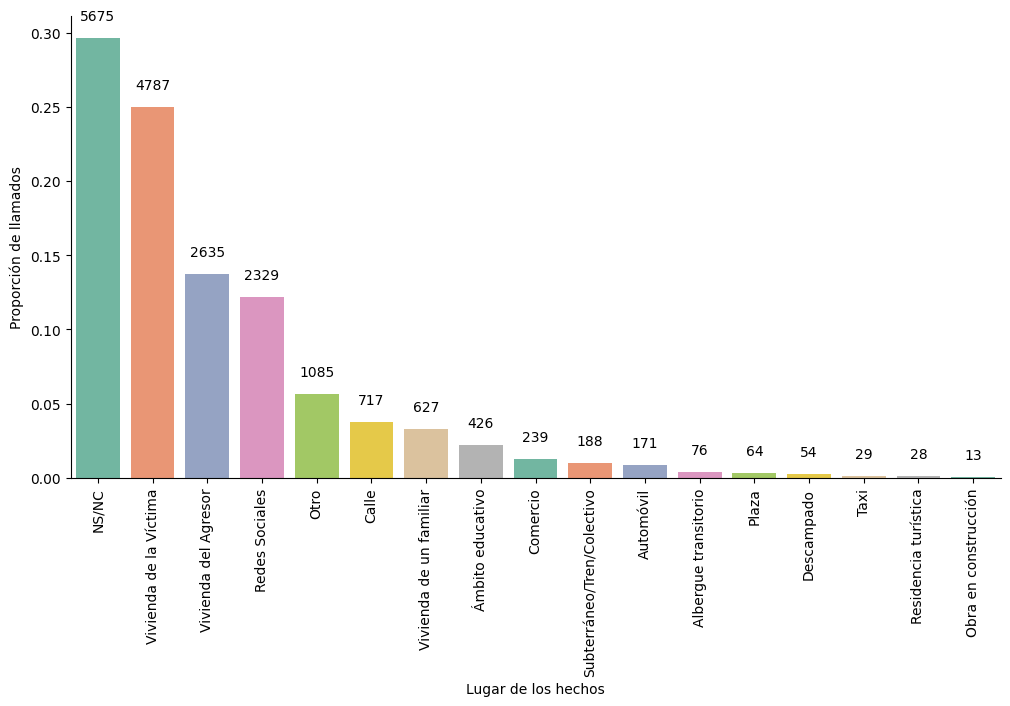 Proporción de llamados
0.30
0.25
0.20
0.15
0.10
0.05
0.00
5675
4787
2635
2329
1085
717
627
426
239
188
171
76
64
54
29
28
13
NS/NC
Vivienda de la Víctima
Vivienda del Agresor
Redes Sociales
Otro
Calle
Vivienda de un familiar
Ámbito educativo
Comercio
Subterráneo/Tren/Colectivo
Automóvil
Albergue transitorio
Plaza
Descampado
Taxi
Residencia turística
Obra en construcción
Lugar de los hechos